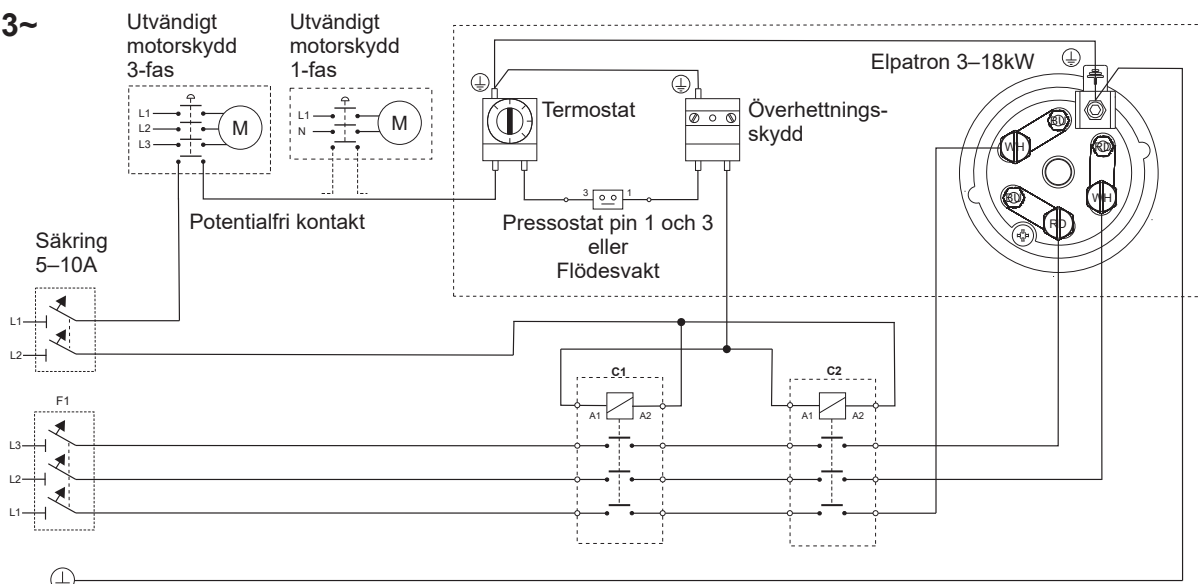 3~
Utvändigt
motorskydd
3-fas
Utvändigt
motorskydd
1-fas
L1
L2
L3
M
L1
N
M
Potentialfri kontakt
Termostat
Överhettnings-
skydd
3
1
Pressostat pin 1 och 3
eller
Flödesvakt
Elpatron 3–18kW
WH
BU
RD
WH
BU
RD
Säkring
5–10A
L1
L2
F1
L3
L2
L1
C1
A1
A2
C2
A1
A2